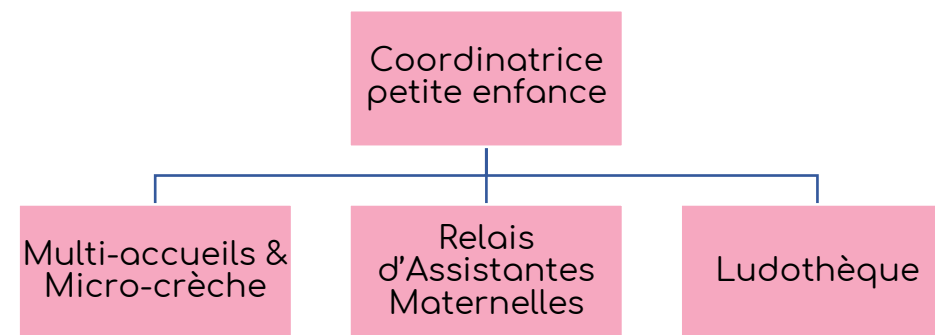 Coordinatrice
petite enfance
Multi-accueils &
Micro-crèche
Relais
d’Assistantes
Maternelles
Ludothèque